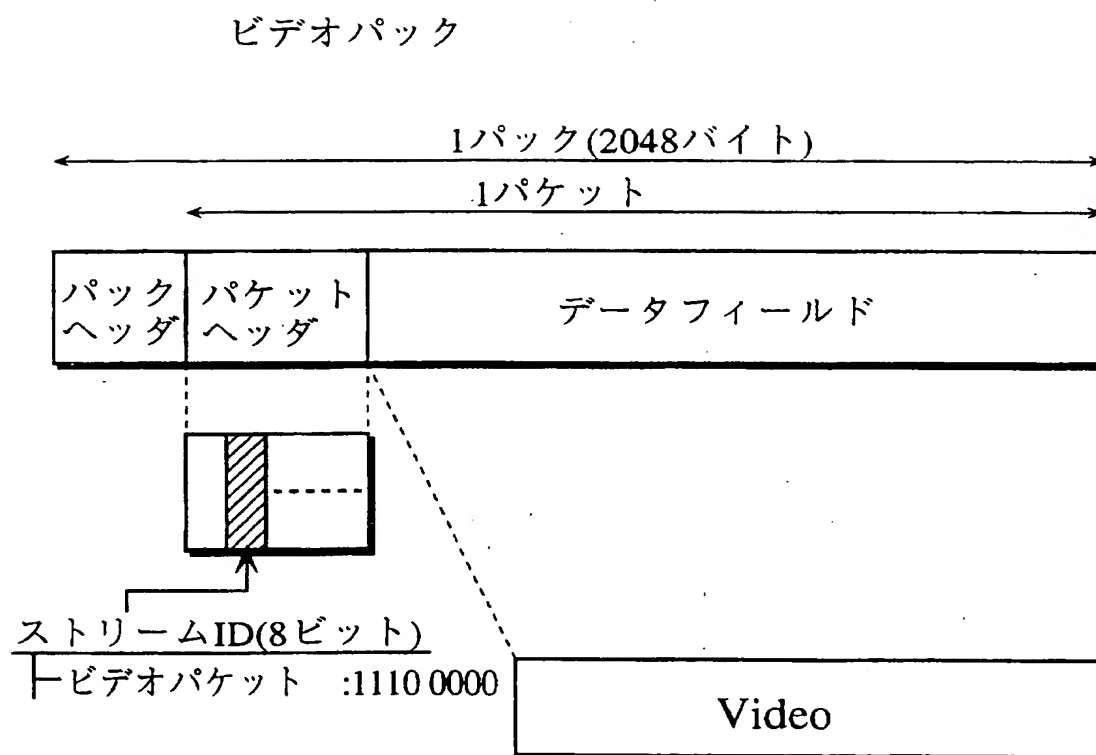 ビデオパック
1パック(2048バイト)
1パケット
パック
ヘッダ
パケット
ヘッダ
データフィールド
ストリームID(8ビット)
ビデオパケット :1110 0000
Video